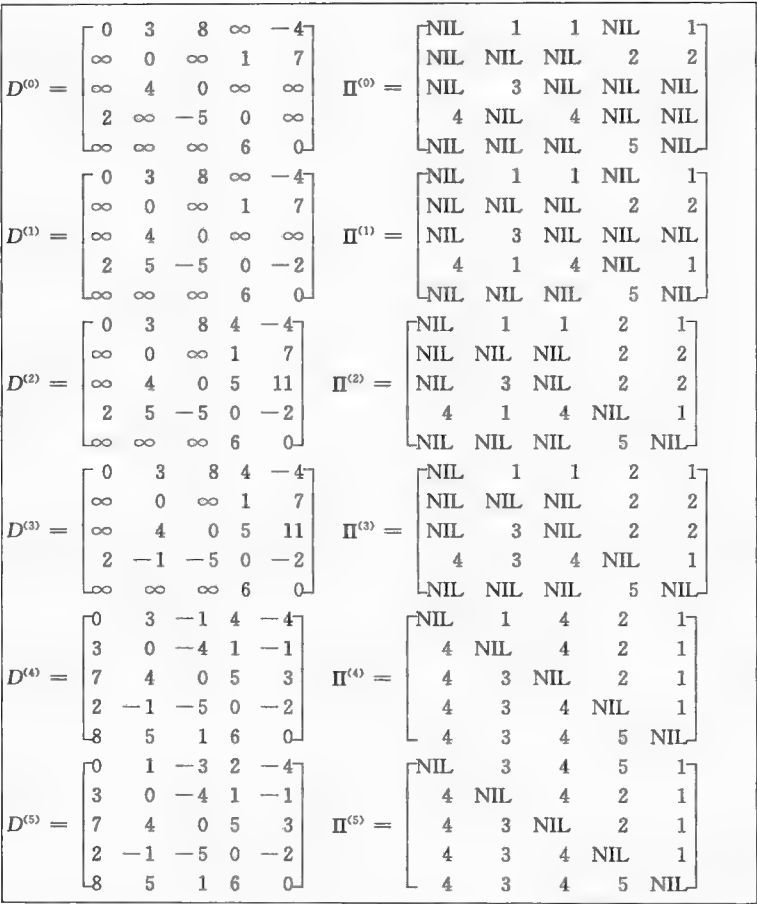 0 3 8 ∞ −4 NIL 1 1 NIL 1
∞ 0 ∞ 1 7 NIL NIL NIL 2 2
D(0) = ∞ 4 0 ∞ ∞ Π(0) = NIL 3 NIL NIL NIL
2 ∞ −5 0 ∞ 4 NIL 4 NIL NIL
∞ ∞ ∞ 6 0 NIL NIL NIL 5 NIL
0 3 8 ∞ −4 NIL 1 1 NIL 1
∞ 0 ∞ 1 7 NIL NIL NIL 2 2
D(1) = ∞ 4 0 ∞ ∞ Π(1) = NIL 3 NIL NIL NIL
2 5 −5 0 −2 4 1 4 NIL 1
∞ ∞ ∞ 6 0 NIL NIL NIL 5 NIL
0 3 8 4 −4 NIL 1 1 2 1
∞ 0 ∞ 1 7 NIL NIL NIL 2 2
D(2) = ∞ 4 0 5 11 Π(2) = NIL 3 NIL 2 2
2 5 −5 0 −2 4 1 4 NIL 1
∞ ∞ ∞ 6 0 NIL NIL NIL 5 NIL
0 3 8 4 −4 NIL 1 1 2 1
∞ 0 ∞ 1 7 NIL NIL NIL 2 2
D(3) = ∞ 4 0 5 11 Π(3) = NIL 3 NIL 2 2
2 −1 −5 0 −2 4 3 4 NIL 1
∞ ∞ ∞ 6 0 NIL NIL NIL 5 NIL
0 3 −1 4 −4 NIL 1 4 2 1
3 0 −4 1 −1 4 NIL 4 2 1
D(4) = 7 4 0 5 3 Π(4) = 4 3 NIL 2 1
2 −1 −5 0 −2 4 3 4 NIL 1
8 5 1 6 0 4 3 4 5 NIL
0 1 −3 2 −4 NIL 3 4 5 1
3 0 −4 1 −1 4 NIL 4 2 1
D(5) = 7 4 0 5 3 Π(5) = 4 3 NIL 2 1
2 −1 −5 0 −2 4 3 4 NIL 1
8 5 1 6 0 4 3 4 5 NIL